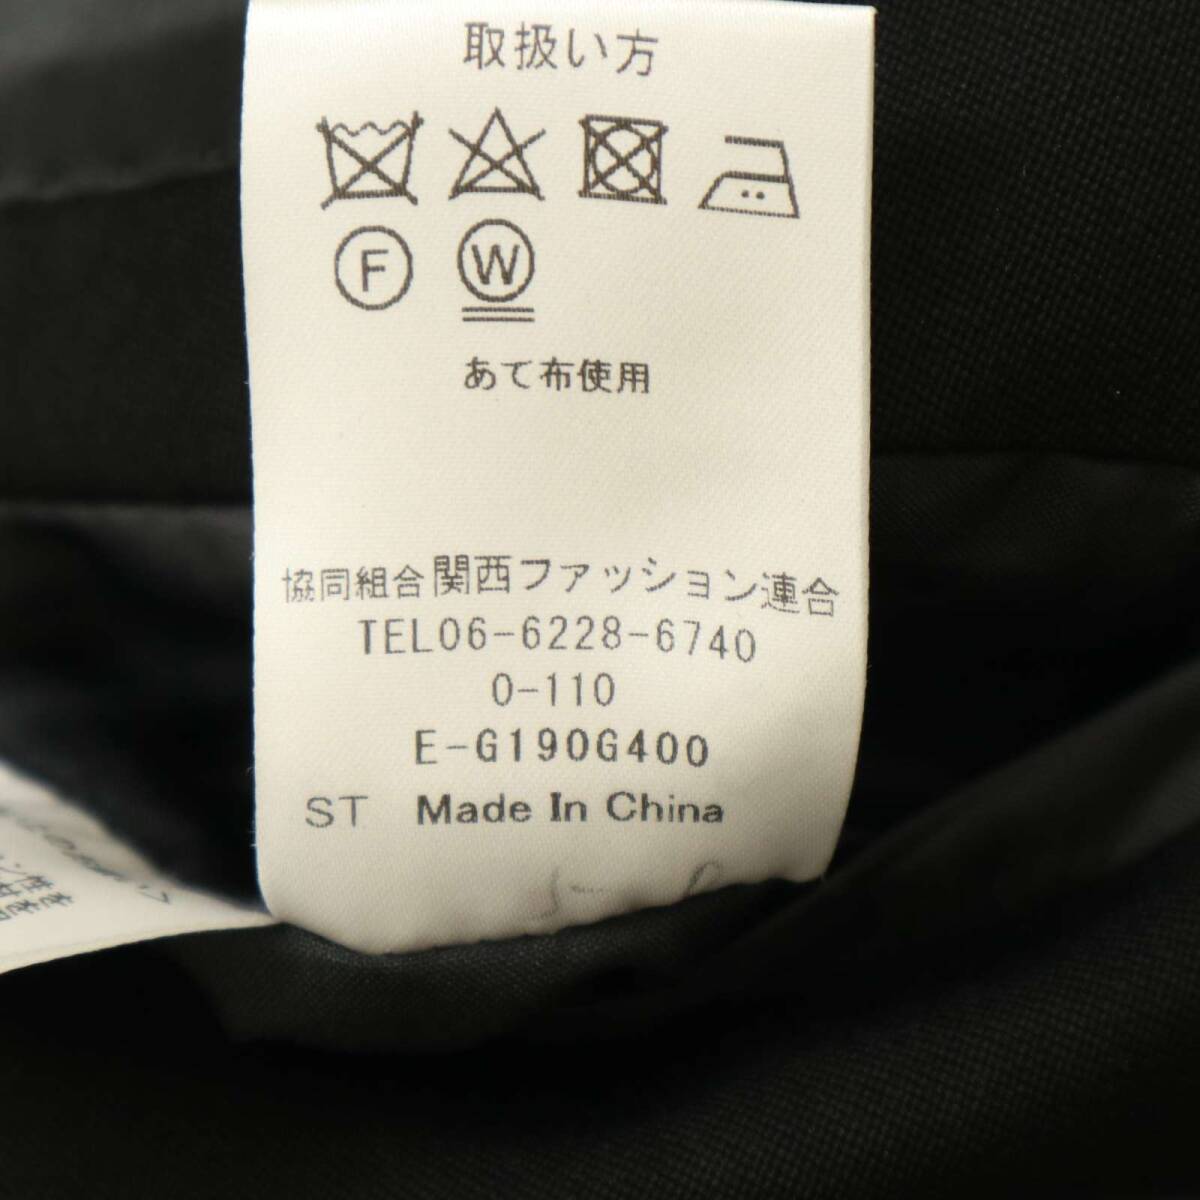 取扱い方
F W
あて布使用
協同組合関西ファッション連合
TEL06-6228-6740
0-110
E-G190G400
ST Made In China